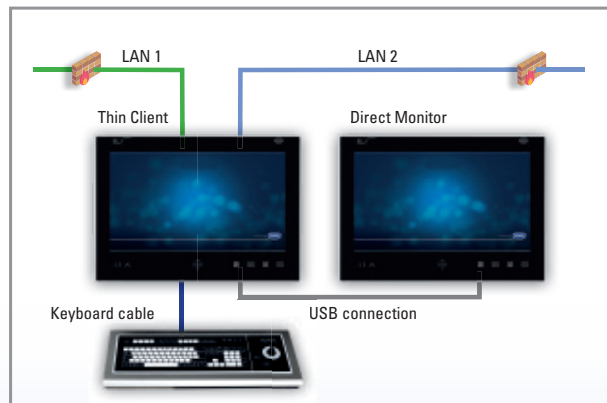 LAN 1
LAN 2
Thin Client
Direct Monitor
Keyboard cable
USB connection